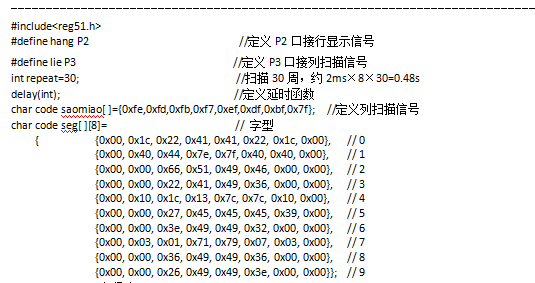 #include<reg51.h>
#define hang P2 //定义 P2 口接行显示信号
#define lie P3 //定义 P3 口接列扫描信号
int repeat=30; //扫描 30 周，约 2ms×8×30=0.48s
delay(int); //定义延时函数
char code saomiao[ ]={0xfe,0xfd,0xfb,0xf7,0xef,0xdf,0xbf,0x7f}; //定义列扫描信号
char code seg[ ][8]= // 字型
{ {0x00, 0x1c, 0x22, 0x41, 0x41, 0x22, 0x1c, 0x00}, // 0
{0x00, 0x40, 0x44, 0x7e, 0x7f, 0x40, 0x40, 0x00}, // 1
{0x00, 0x00, 0x66, 0x51, 0x49, 0x46, 0x00, 0x00}, // 2
{0x00, 0x00, 0x22, 0x41, 0x49, 0x36, 0x00, 0x00}, // 3
{0x00, 0x10, 0x1c, 0x13, 0x7c, 0x7c, 0x10, 0x00}, // 4
{0x00, 0x00, 0x27, 0x45, 0x45, 0x45, 0x39, 0x00}, // 5
{0x00, 0x00, 0x3e, 0x49, 0x49, 0x32, 0x00, 0x00}, // 6
{0x00, 0x03, 0x01, 0x71, 0x79, 0x07, 0x03, 0x00}, // 7
{0x00, 0x00, 0x36, 0x49, 0x49, 0x36, 0x00, 0x00}, // 8
{0x00, 0x00, 0x26, 0x49, 0x49, 0x3e, 0x00, 0x00}}; // 9